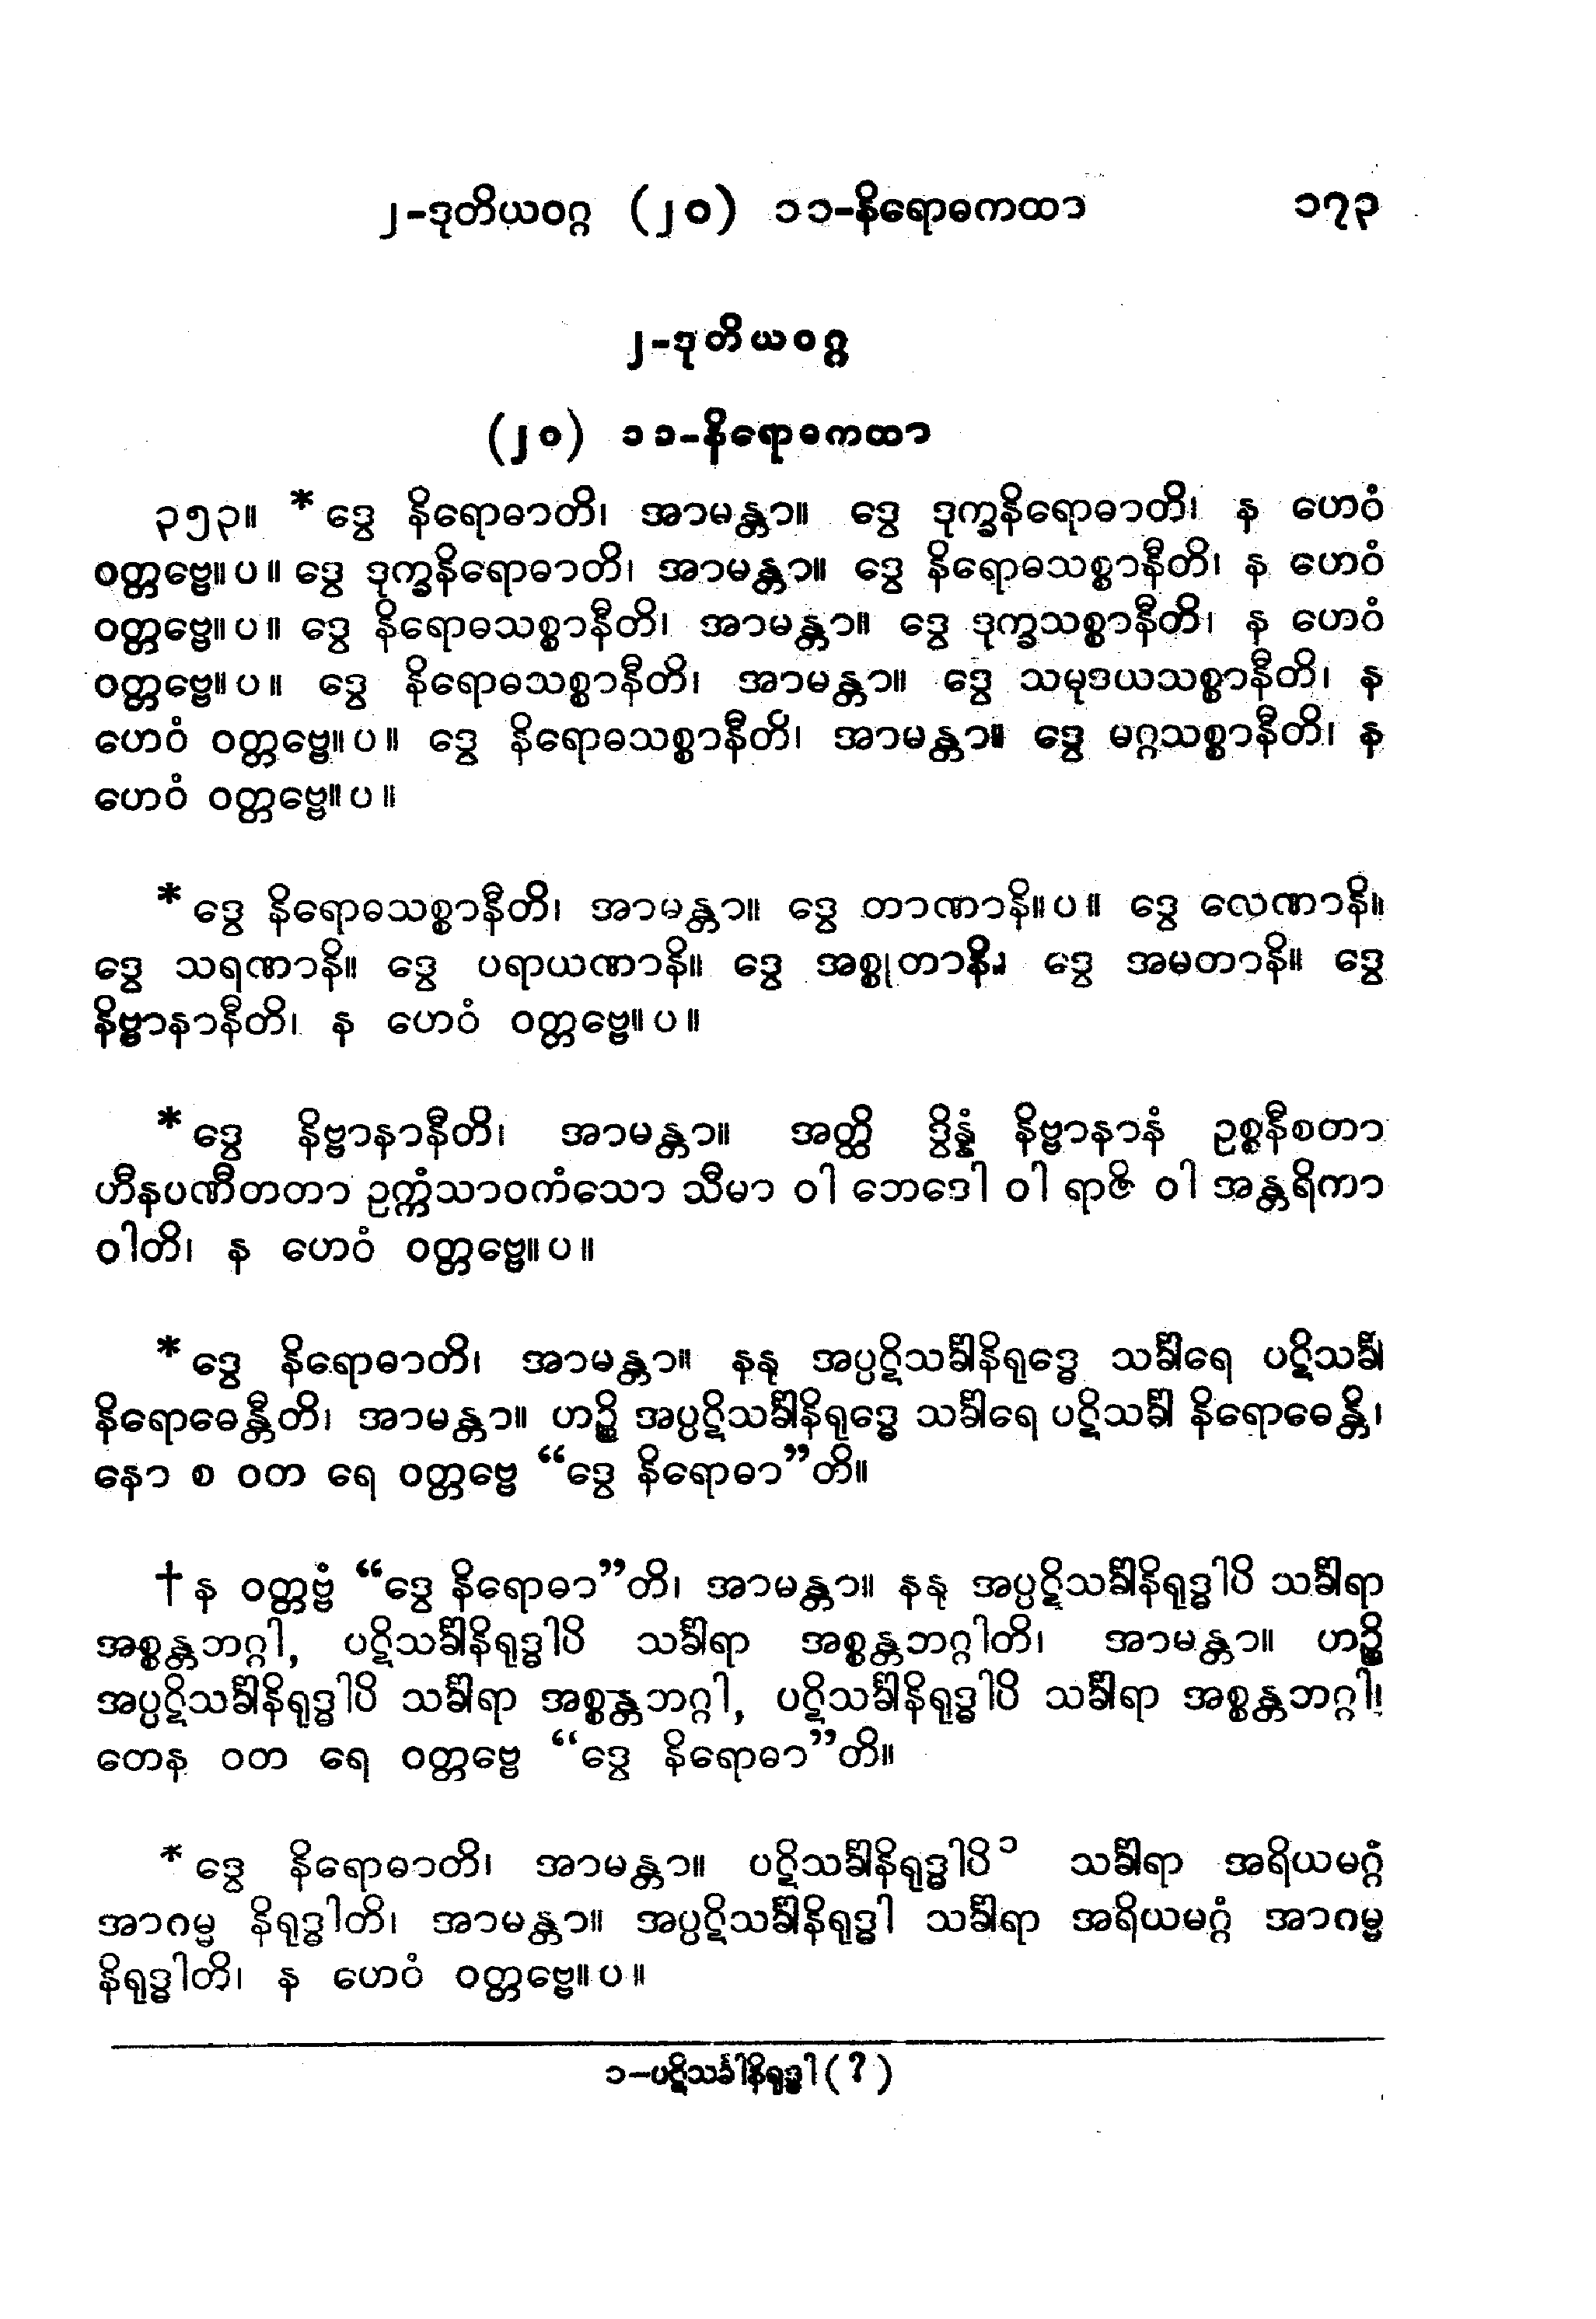 ၂-ဒုတိယဝဂ္ဂ (၂၀) ၁၁-နိရောဓကထာ ၁၇၃
၂-ဒုတိယဝဂ္ဂ
(၂၀) ၁၁-နိရောဓကထာ
၃၅၃။ *ဒွေ နိရောဓာတိ၊ အာမန္တာ။ ဒွေ ဒုက္ခနိရောဓာတိ၊ န ဟေဝံ
ဝတ္တဗ္ဗေ။ပ။ ဒွေ ဒုက္ခနိရောဓာတိ၊ အာမန္တာ။ ဒွေ နိရောဓသစ္စာနီတိ၊ န ဟေဝံ
ဝတ္တဗ္ဗေ။ပ။ ဒွေ နိရောဓသစ္စာနီတိ၊ အာမန္တာ။ ဒွေ ဒုက္ခသစ္စာနီတိ၊ န ဟေဝံ
ဝတ္တဗ္ဗေ။ပ။ ဒွေ နိရောဓသစ္စာနီတိ၊ အာမန္တာ။ ဒွေ သမုဒယသစ္စာနီတိ၊ န
ဟေဝံ ဝတ္တဗ္ဗေ။ပ။ ဒွေ နိရောဓသစ္စာနီတိ၊ အာမန္တာ။ ဒွေ မဂ္ဂသစ္စာနီတိ၊ န
ဟေဝံ ဝတ္တဗ္ဗေ။ပ။
*ဒွေ နိရောဓသစ္စာနီတိ၊ အာမန္တာ။ ဒွေ တာဏာနိ။ပ။ ဒွေ လေဏာနိ။
ဒွေ သရဏာနိ။ ဒွေ ပရာယဏာနိ။ ဒွေ အစ္စုတာနိ။ ဒွေ အမတာနိ။ ဒွေ
နိဗ္ဗာနာနီတိ၊ န ဟေဝံ ဝတ္တဗ္ဗေ။ပ။
*ဒွေ နိဗ္ဗာနာနီတိ၊ အာမန္တာ။ အတ္ထိ ဒွိန္နံ နိဗ္ဗာနာနံ ဥစ္စနီစတာ
ဟီနပဏီတတာ ဥက္ကံသာဝကံသော သီမာ ဝါ ဘေဒေါ ဝါ ရာဇိ ဝါ အန္တရိကာ
ဝါတိ၊ န ဟေဝံ ဝတ္တဗ္ဗေ။ပ။
*ဒွေ နိရောဓာတိ၊ အာမန္တာ။ နနု အပ္ပဋိသင်္ခါနိရုဒ္ဓေ သင်္ခါရေ ပဋိသင်္ခါ
နိရောဓေန္တီတိ၊ အာမန္တာ။ ဟဉ္စိ အပ္ပဋိသင်္ခါနိရုဒ္ဓေ သင်္ခါရေ ပဋိသင်္ခါ နိရောဓေန္တိ၊
နော စ ဝတ ရေ ဝတ္တဗ္ဗေ “ဒွေ နိရောဓာ”တိ။
†န ဝတ္တဗ္ဗံ “ဒွေ နိရောဓာ”တိ၊ အာမန္တာ။ နနု အပ္ပဋိသင်္ခါနိရုဒ္ဓါပိ သင်္ခါရာ
အစ္စန္တဘဂ္ဂါ, ပဋိသင်္ခါနိရုဒ္ဓါပိ သင်္ခါရာ အစ္စန္တဘဂ္ဂါတိ၊ အာမန္တာ။ ဟဉ္စိ
အပ္ပဋိသင်္ခါနိရုဒ္ဓါပိ သင်္ခါရာ အစ္စန္တဘဂ္ဂါ, ပဋိသင်္ခါနိရုဒ္ဓါပိ သင်္ခါရာ အစ္စန္တဘဂ္ဂါ၊
တေန ဝတ ရေ ဝတ္တဗ္ဗေ “ဒွေ နိရောဓာ”တိ။
*ဒွေ နိရောဓာတိ၊ အာမန္တာ။ ပဋိသင်္ခါနိရုဒ္ဓါပိ၁ သင်္ခါရာ အရိယမဂ္ဂံ
အာဂမ္မ နိရုဒ္ဓါတိ၊ အာမန္တာ။ အပ္ပဋိသင်္ခါနိရုဒ္ဓါ သင်္ခါရာ အရိယမဂ္ဂံ အာဂမ္မ
နိရုဒ္ဓါတိ၊ န ဟေဝံ ဝတ္တဗ္ဗေ။ပ။
၁-ပဋိသင်္ခါနိရုဒ္ဓါ (?)